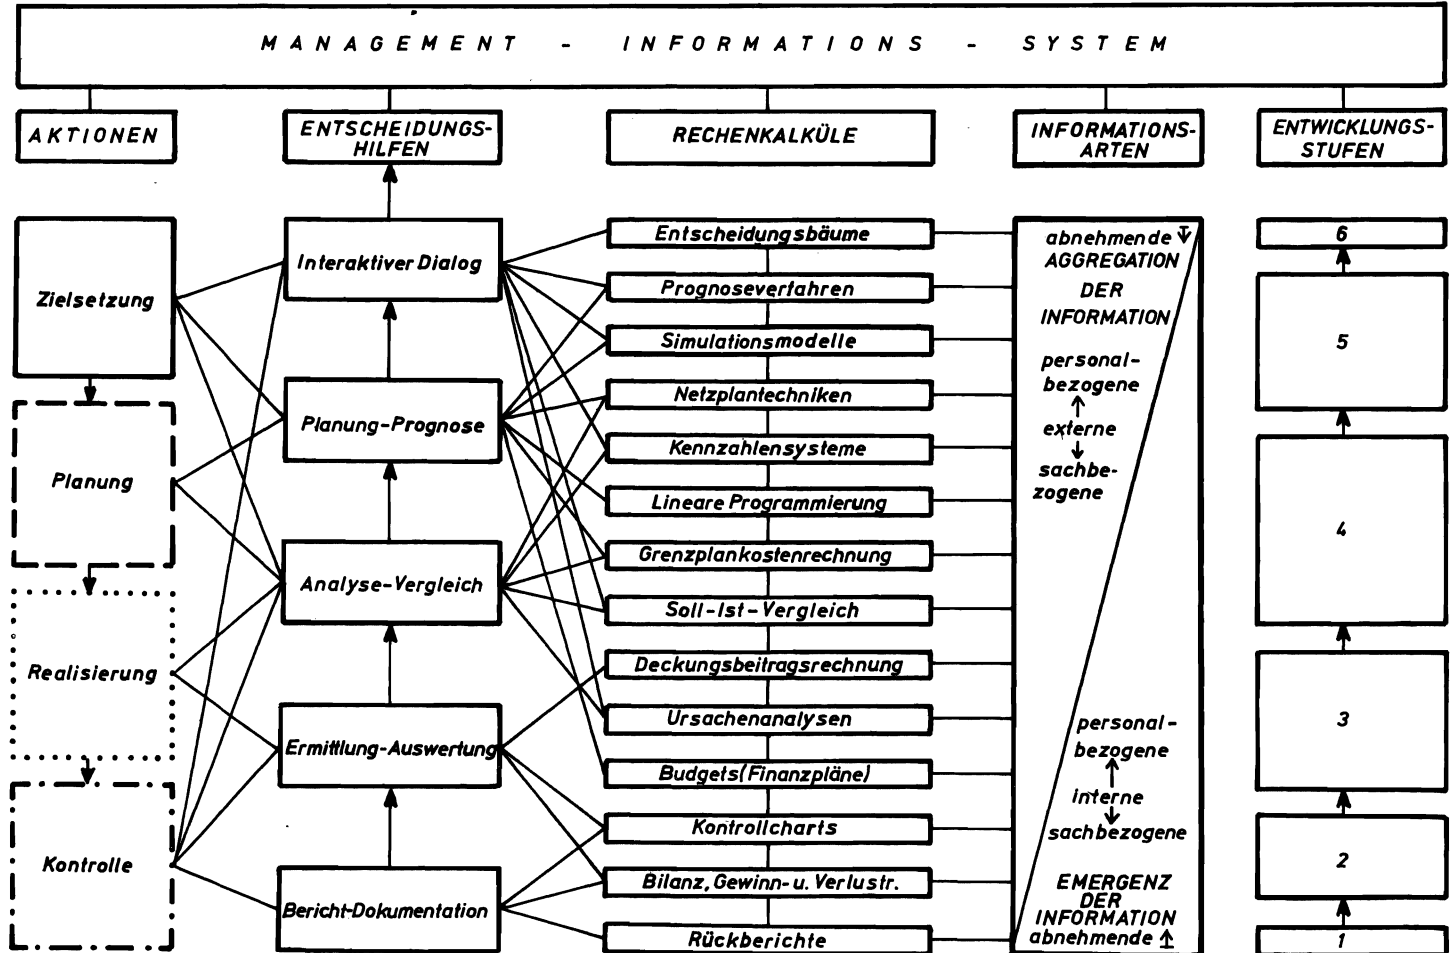 MANAGEMENT - INFORMATIONS - SYSTEM
AKTIONEN
ENTSCHEIDUNGS-
HILFEN
RECHENKALKÜLE
INFORMATIONS-
ARTEN
ENTWICKLUNGS-
STUFEN
Zielsetzung
Planung
Realisierung
Kontrolle
Interaktiver Dialog
Planung-Prognose
Analyse-Vergleich
Ermittlung-Auswertung
Bericht-Dokumentation
Entscheidungsbäume
Prognoseverfahren
Simulationsmodelle
Netzplantechniken
Kennzahlensysteme
Lineare Programmierung
Grenzplankostenrechnung
Soll-Ist-Vergleich
Deckungsbeitragsrechnung
Ursachenanalysen
Budgets(Finanzpläne)
Kontrollcharts
Bilanz, Gewinn- u. Verlustr.
Rückberichte
abnehmende ↓
AGGREGATION
DER
INFORMATION
personal-
bezogene
↑
externe
↓
sachbe-
zogene
personal-
bezogene
↑
interne
↓
sachbezogene
EMERGENZ
DER
INFORMATION
abnehmende ↑
6
5
4
3
2
1